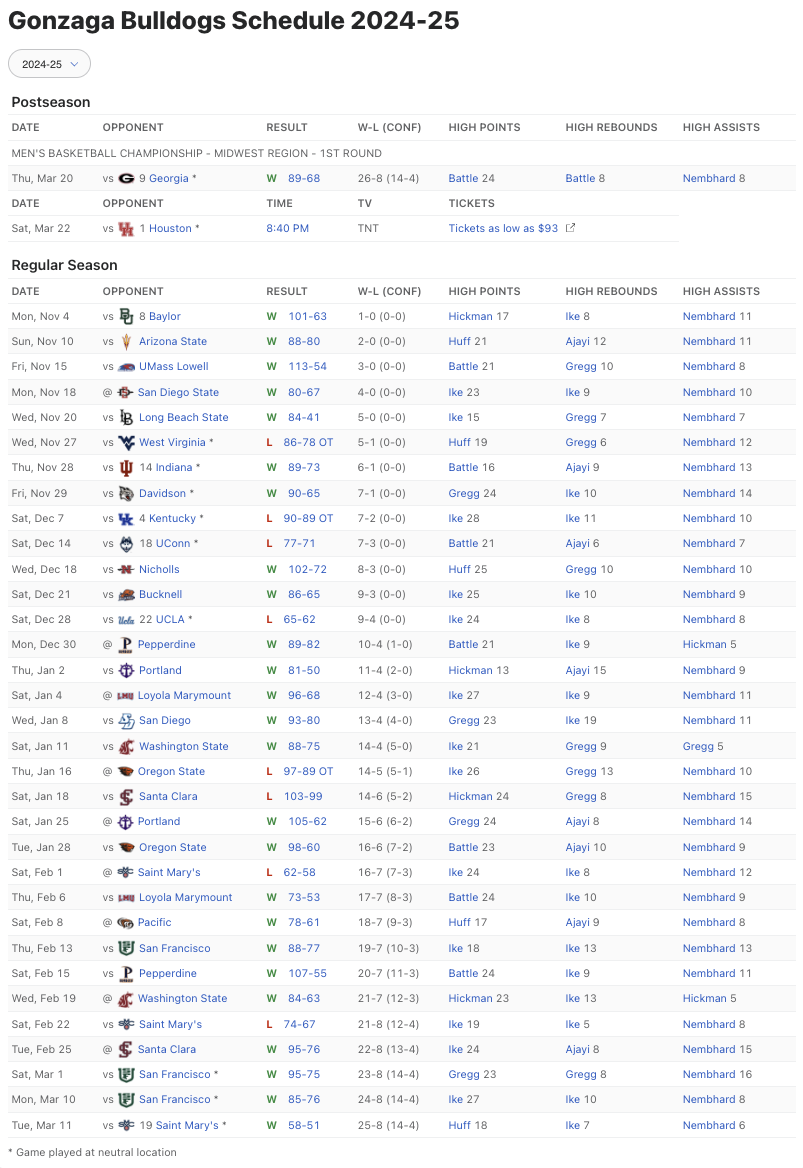 Gonzaga Bulldogs Schedule 2024-25
2024-25
Postseason
DATE OPPONENT RESULT W-L (CONF) HIGH POINTS HIGH REBOUNDS HIGH ASSISTS
MEN'S BASKETBALL CHAMPIONSHIP - MIDWEST REGION - 1ST ROUND
Thu, Mar 20 vs 9 Georgia * W 89-68 26-8 (14-4) Battle 24 Battle 8 Nembhard 8
DATE OPPONENT TIME TV TICKETS
Sat, Mar 22 vs 1 Houston * 8:40 PM TNT Tickets as low as $93
Regular Season
DATE OPPONENT RESULT W-L (CONF) HIGH POINTS HIGH REBOUNDS HIGH ASSISTS
Mon, Nov 4 vs 8 Baylor W 101-63 1-0 (0-0) Hickman 17 Ike 8 Nembhard 11
Sun, Nov 10 vs Arizona State W 88-80 2-0 (0-0) Huff 21 Ajayi 12 Nembhard 11
Fri, Nov 15 vs UMass Lowell W 113-54 3-0 (0-0) Battle 21 Gregg 10 Nembhard 8
Mon, Nov 18 @ San Diego State W 80-67 4-0 (0-0) Ike 23 Ike 9 Nembhard 10
Wed, Nov 20 vs Long Beach State W 84-41 5-0 (0-0) Ike 15 Gregg 7 Nembhard 7
Wed, Nov 27 vs West Virginia * L 86-78 OT 5-1 (0-0) Huff 19 Gregg 6 Nembhard 12
Thu, Nov 28 vs 14 Indiana * W 89-73 6-1 (0-0) Battle 16 Ajayi 9 Nembhard 13
Fri, Nov 29 vs Davidson * W 90-65 7-1 (0-0) Gregg 24 Ike 10 Nembhard 14
Sat, Dec 7 vs 4 Kentucky * L 90-89 OT 7-2 (0-0) Ike 28 Ike 11 Nembhard 10
Sat, Dec 14 vs 18 UConn * L 77-71 7-3 (0-0) Battle 21 Ajayi 6 Nembhard 7
Wed, Dec 18 vs Nicholls W 102-72 8-3 (0-0) Huff 25 Gregg 10 Nembhard 10
Sat, Dec 21 vs Bucknell W 86-65 9-3 (0-0) Ike 25 Ike 10 Nembhard 9
Sat, Dec 28 vs 22 UCLA * L 65-62 9-4 (0-0) Ike 24 Ike 8 Nembhard 8
Mon, Dec 30 @ Pepperdine W 89-82 10-4 (1-0) Battle 21 Ike 9 Hickman 5
Thu, Jan 2 vs Portland W 81-50 11-4 (2-0) Hickman 13 Ajayi 15 Nembhard 9
Sat, Jan 4 @ Loyola Marymount W 96-68 12-4 (3-0) Ike 27 Ike 9 Nembhard 11
Wed, Jan 8 vs San Diego W 93-80 13-4 (4-0) Gregg 23 Ike 19 Nembhard 11
Sat, Jan 11 vs Washington State W 88-75 14-4 (5-0) Ike 21 Gregg 9 Gregg 5
Thu, Jan 16 @ Oregon State L 97-89 OT 14-5 (5-1) Ike 26 Gregg 13 Nembhard 10
Sat, Jan 18 vs Santa Clara L 103-99 14-6 (5-2) Hickman 24 Gregg 8 Nembhard 15
Sat, Jan 25 @ Portland W 105-62 15-6 (6-2) Gregg 24 Ajayi 8 Nembhard 14
Tue, Jan 28 vs Oregon State W 98-60 16-6 (7-2) Battle 23 Ajayi 10 Nembhard 9
Sat, Feb 1 @ Saint Mary's L 62-58 16-7 (7-3) Ike 24 Ike 8 Nembhard 12
Thu, Feb 6 vs Loyola Marymount W 73-53 17-7 (8-3) Battle 24 Ike 10 Nembhard 9
Sat, Feb 8 @ Pacific W 78-61 18-7 (9-3) Huff 17 Ajayi 9 Nembhard 8
Thu, Feb 13 vs San Francisco W 88-77 19-7 (10-3) Ike 18 Ike 13 Nembhard 13
Sat, Feb 15 vs Pepperdine W 107-55 20-7 (11-3) Battle 24 Ike 9 Nembhard 11
Wed, Feb 19 @ Washington State W 84-63 21-7 (12-3) Hickman 23 Ike 13 Hickman 5
Sat, Feb 22 vs Saint Mary's L 74-67 21-8 (12-4) Ike 19 Ike 5 Nembhard 8
Tue, Feb 25 @ Santa Clara W 95-76 22-8 (13-4) Ike 24 Ajayi 8 Nembhard 15
Sat, Mar 1 vs San Francisco * W 95-75 23-8 (14-4) Gregg 23 Gregg 8 Nembhard 16
Mon, Mar 10 vs San Francisco * W 85-76 24-8 (14-4) Ike 27 Ike 10 Nembhard 8
Tue, Mar 11 vs 19 Saint Mary's * W 58-51 25-8 (14-4) Huff 18 Ike 7 Nembhard 6
* Game played at neutral location